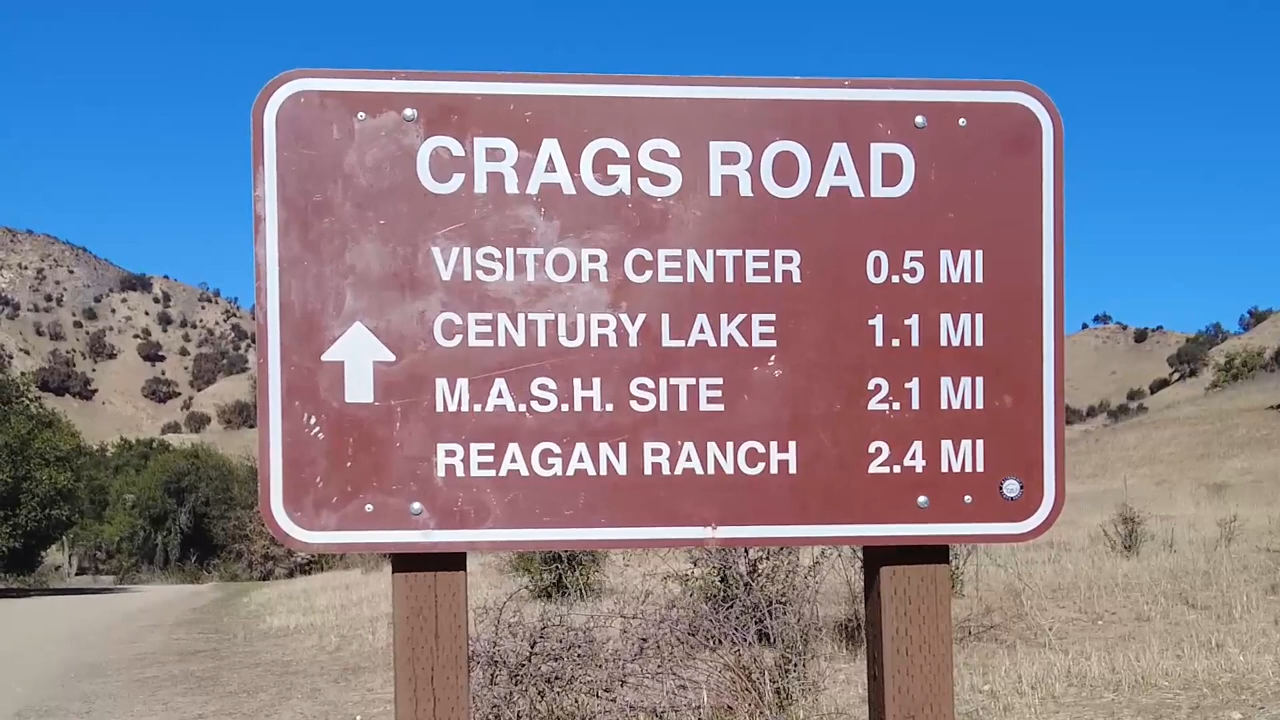 CRAGS ROAD
VISITOR CENTER 0.5 MI
CENTURY LAKE 1.1 MI
M.A.S.H. SITE 2.1 MI
REAGAN RANCH 2.4 MI